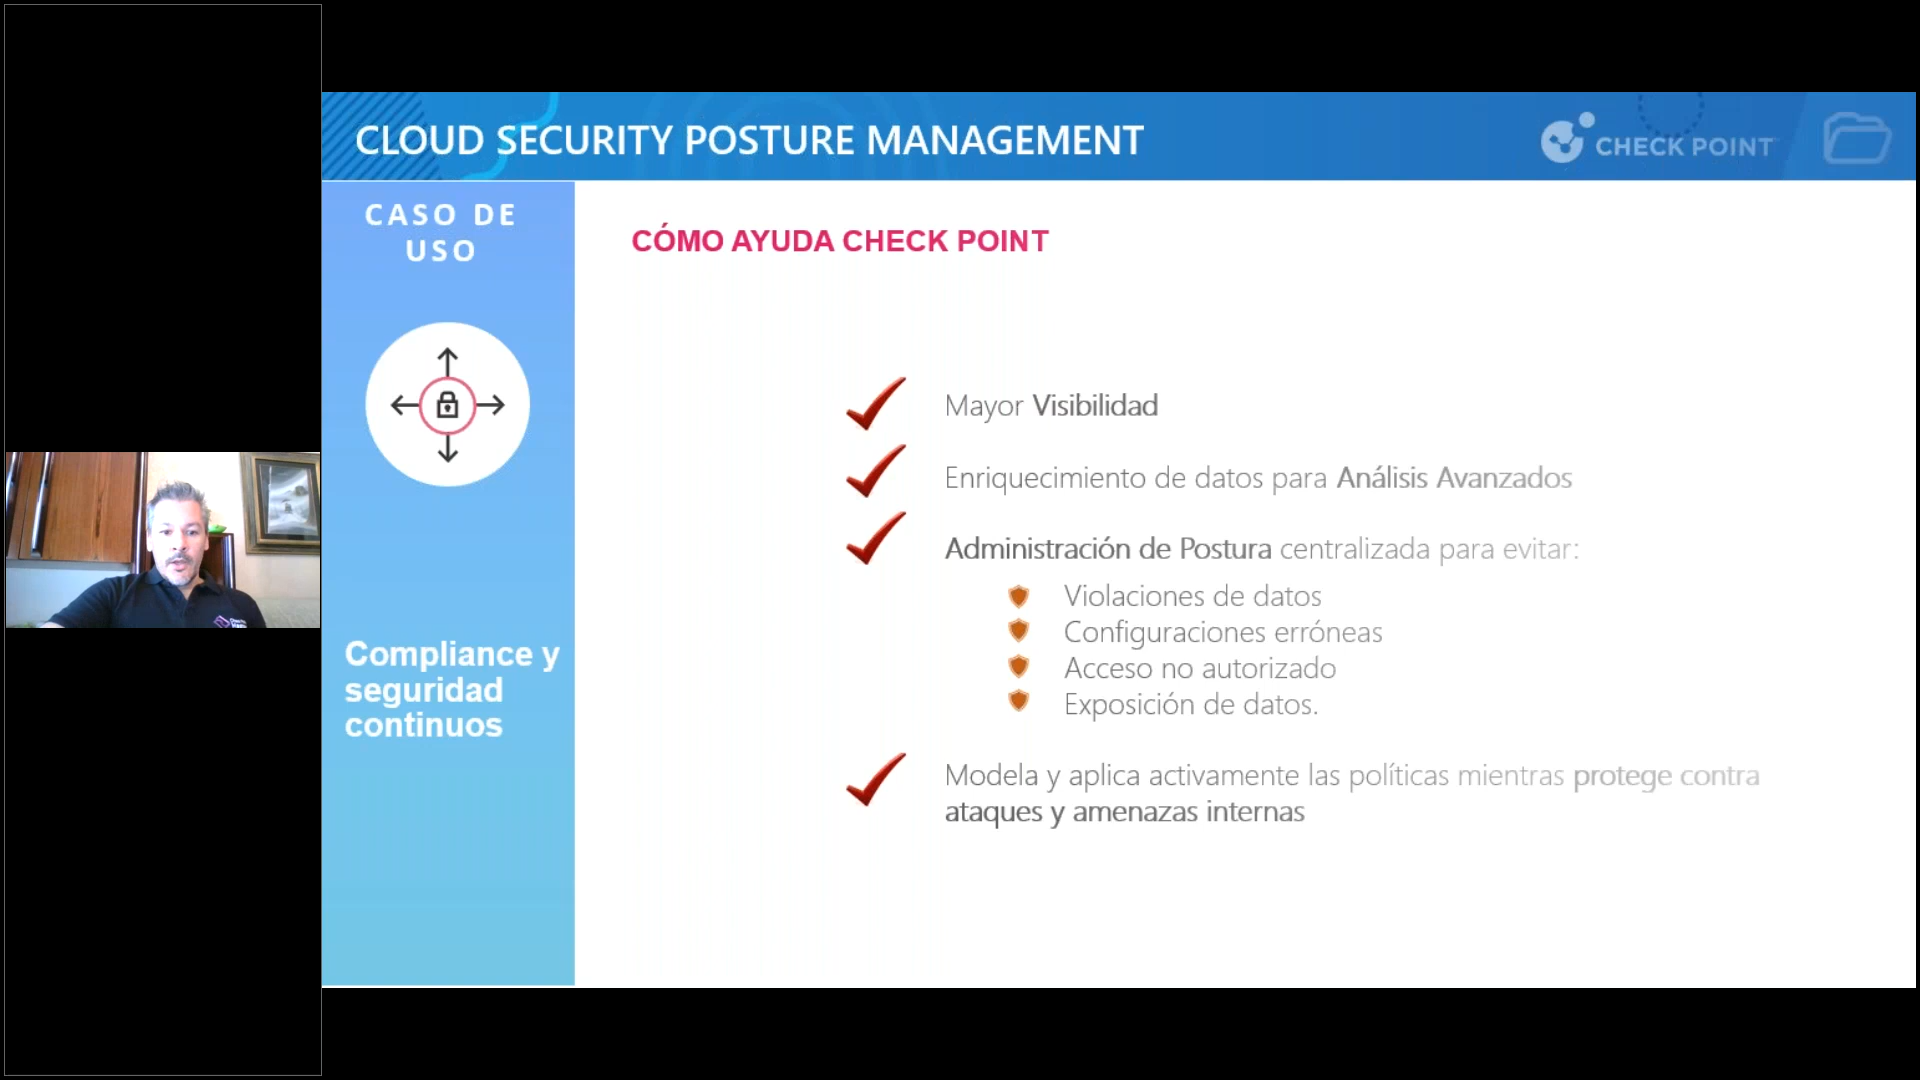 CLOUD SECURITY POSTURE MANAGEMENT
CHECK POINT
CASO DE
USO
Compliance y
seguridad
continuos
CÓMO AYUDA CHECK POINT
Mayor Visibilidad
Enriquecimiento de datos para Análisis Avanzados
Administración de Postura centralizada para evitar:
Violaciones de datos
Configuraciones erróneas
Acceso no autorizado
Exposición de datos.
Modela y aplica activamente las políticas mientras protege contra
ataques y amenazas internas